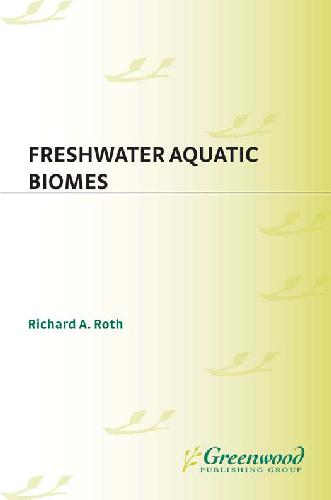 FRESHWATER AQUATIC
BIOMES
Richard A. Roth
Greenwood
PUBLISHING GROUP